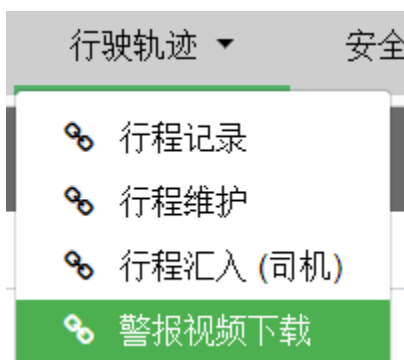 行驶轨迹 安全
行程记录
行程维护
行程汇入 (司机)
警报视频下载